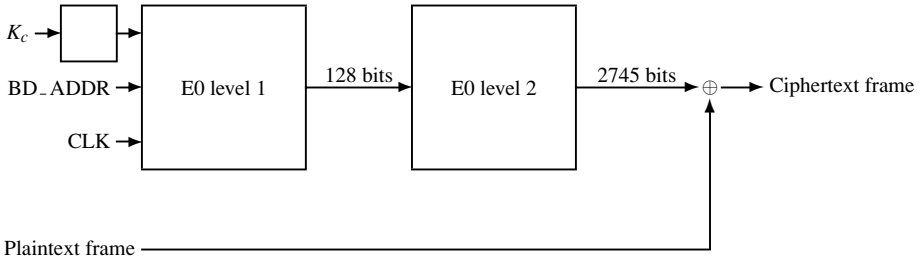 K_c
E0 level 1
128 bits
E0 level 2
2745 bits
⊕
Ciphertext frame
BD_ADDR
CLK
Plaintext frame